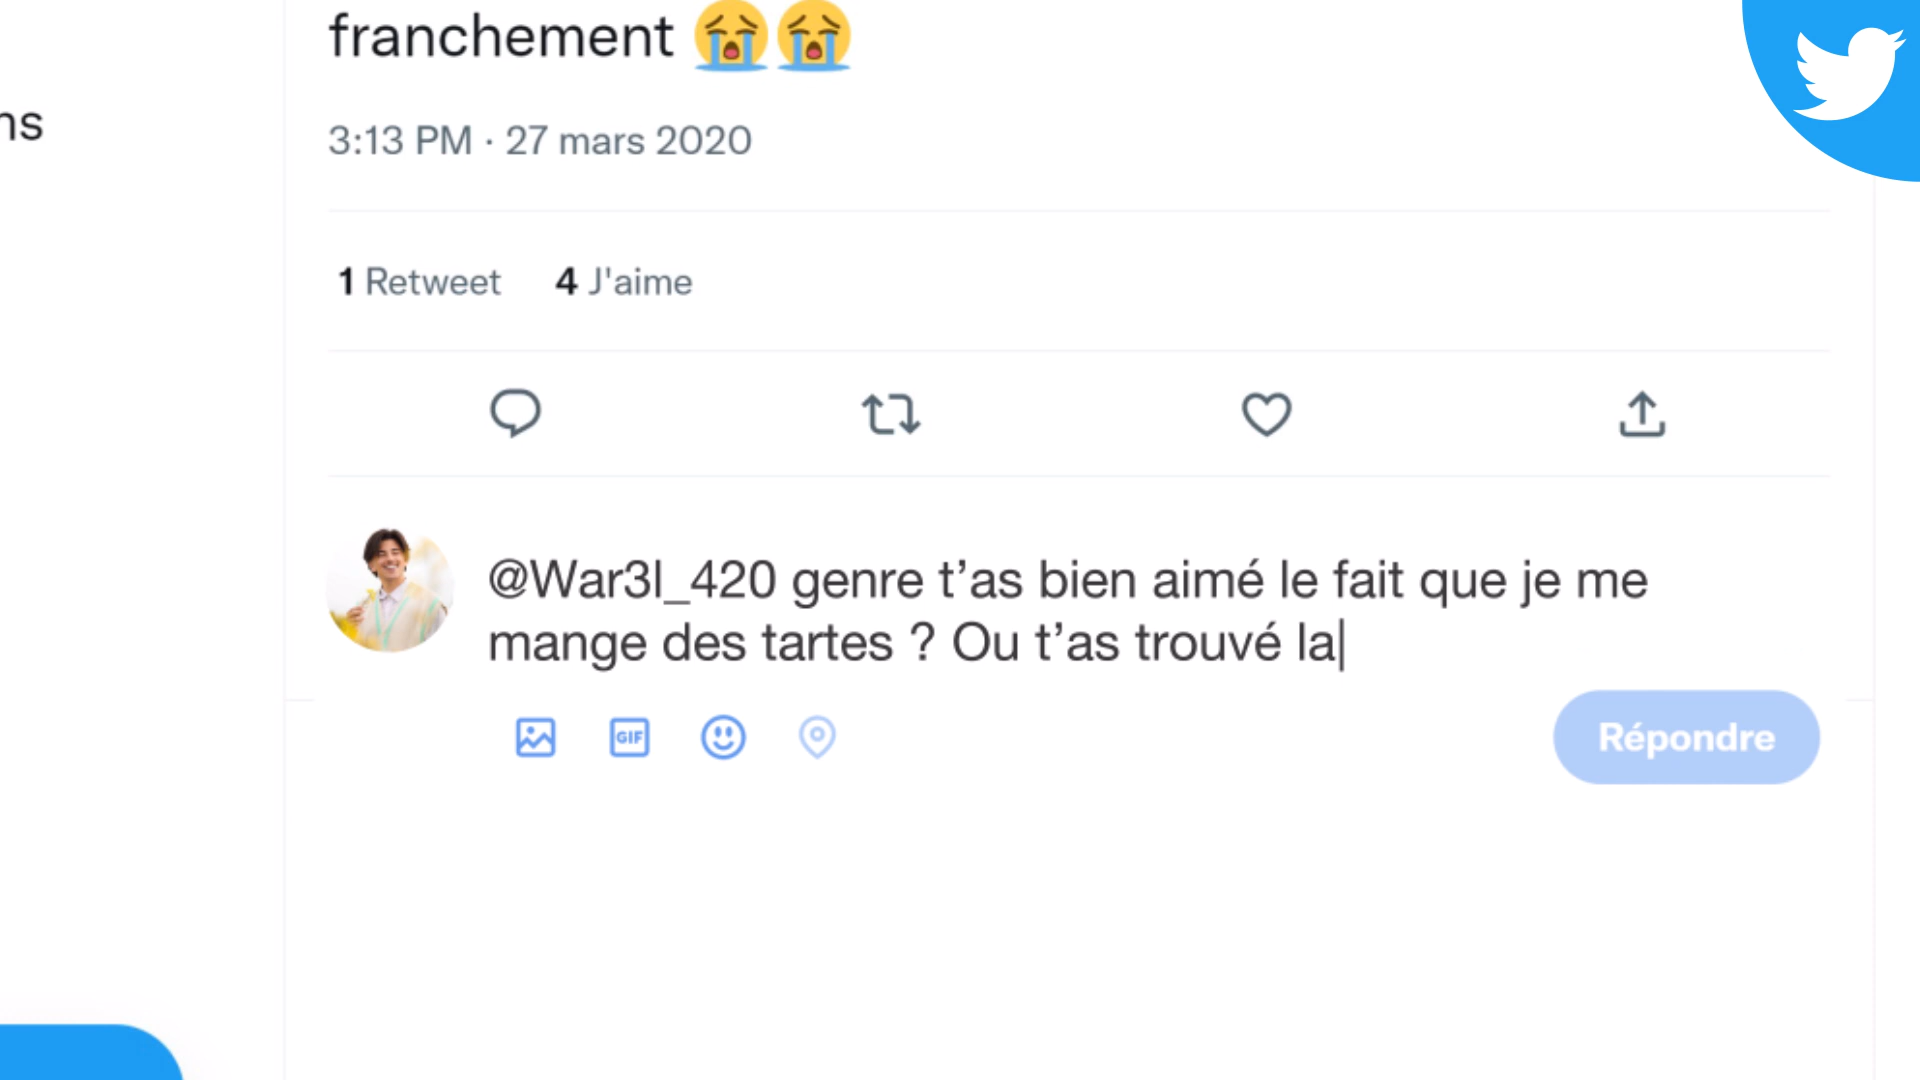 franchement 😭😭
ns
3:13 PM · 27 mars 2020
1 Retweet 4 J'aime
@War3l_420 genre t’as bien aimé le fait que je me
mange des tartes ? Ou t’as trouvé la
GIF
Répondre